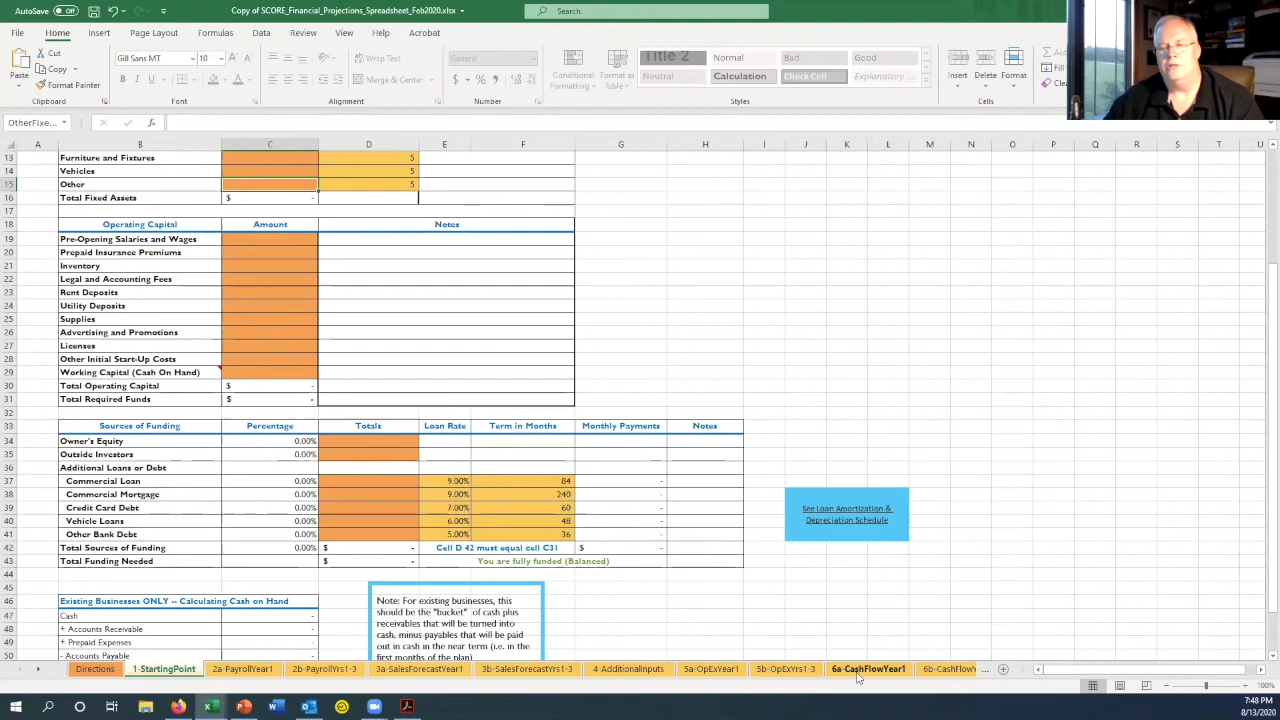 AutoSave Off Copy of SCORE_Financial_Projections_Spreadsheet_Feb2020.xlsx Search
File Home Insert Page Layout Formulas Data Review View Help Acrobat
Paste Cut Copy Format Painter Clipboard
Gill Sans MT 10 B I U Font
Merge & Center Alignment
General $ % Number
Conditional Formatting Format as Table
Title 2 Normal Bad Good
Neutral Calculation Check Cell Explanatory ...
Styles
Insert Delete Format Cells
OtherFixe... fx
A B C D E F G H I J K L M N O P Q R S T U
13 Furniture and Fixtures 5
14 Vehicles 5
15 Other 5
16 Total Fixed Assets $ -
17
18 Operating Capital Amount Notes
19 Pre-Opening Salaries and Wages
20 Prepaid Insurance Premiums
21 Inventory
22 Legal and Accounting Fees
23 Rent Deposits
24 Utility Deposits
25 Supplies
26 Advertising and Promotions
27 Licenses
28 Other Initial Start-Up Costs
29 Working Capital (Cash On Hand)
30 Total Operating Capital $ -
31 Total Required Funds $ -
32
33 Sources of Funding Percentage Totals Loan Rate Term in Months Monthly Payments Notes
34 Owner's Equity 0.00%
35 Outside Investors 0.00%
36 Additional Loans or Debt
37 Commercial Loan 0.00% 9.00% 84 -
38 Commercial Mortgage 0.00% 9.00% 240 -
39 Credit Card Debt 0.00% 7.00% 60 -
40 Vehicle Loans 0.00% 6.00% 48 -
41 Other Bank Debt 0.00% 5.00% 36 -
42 Total Sources of Funding 0.00% $ - Cell D 42 must equal cell C31 $ -
43 Total Funding Needed $ - You are fully funded (Balanced)
44
45
46 Existing Businesses ONLY -- Calculating Cash on Hand
47 Cash -
48 + Accounts Receivable -
49 + Prepaid Expenses -
50 - Accounts Payable -
See Loan Amortization &
Depreciation Schedule
Note: For existing businesses, this
should be the "bucket" of cash plus
receivables that will be turned into
cash, minus payables that will be paid
out in cash in the near term (i.e. in the
first months of the plan)
Directions 1-StartingPoint 2a-PayrollYear1 2b-PayrollYrs1-3 3a-SalesForecastYear1 3b-SalesForecastYrs1-3 4-AdditionalInputs 5a-OpExYear1 5b-OpExYrs1-3 6a-CashFlowYear1 6b-CashFlowY ...
100%
7:48 PM
8/13/2020